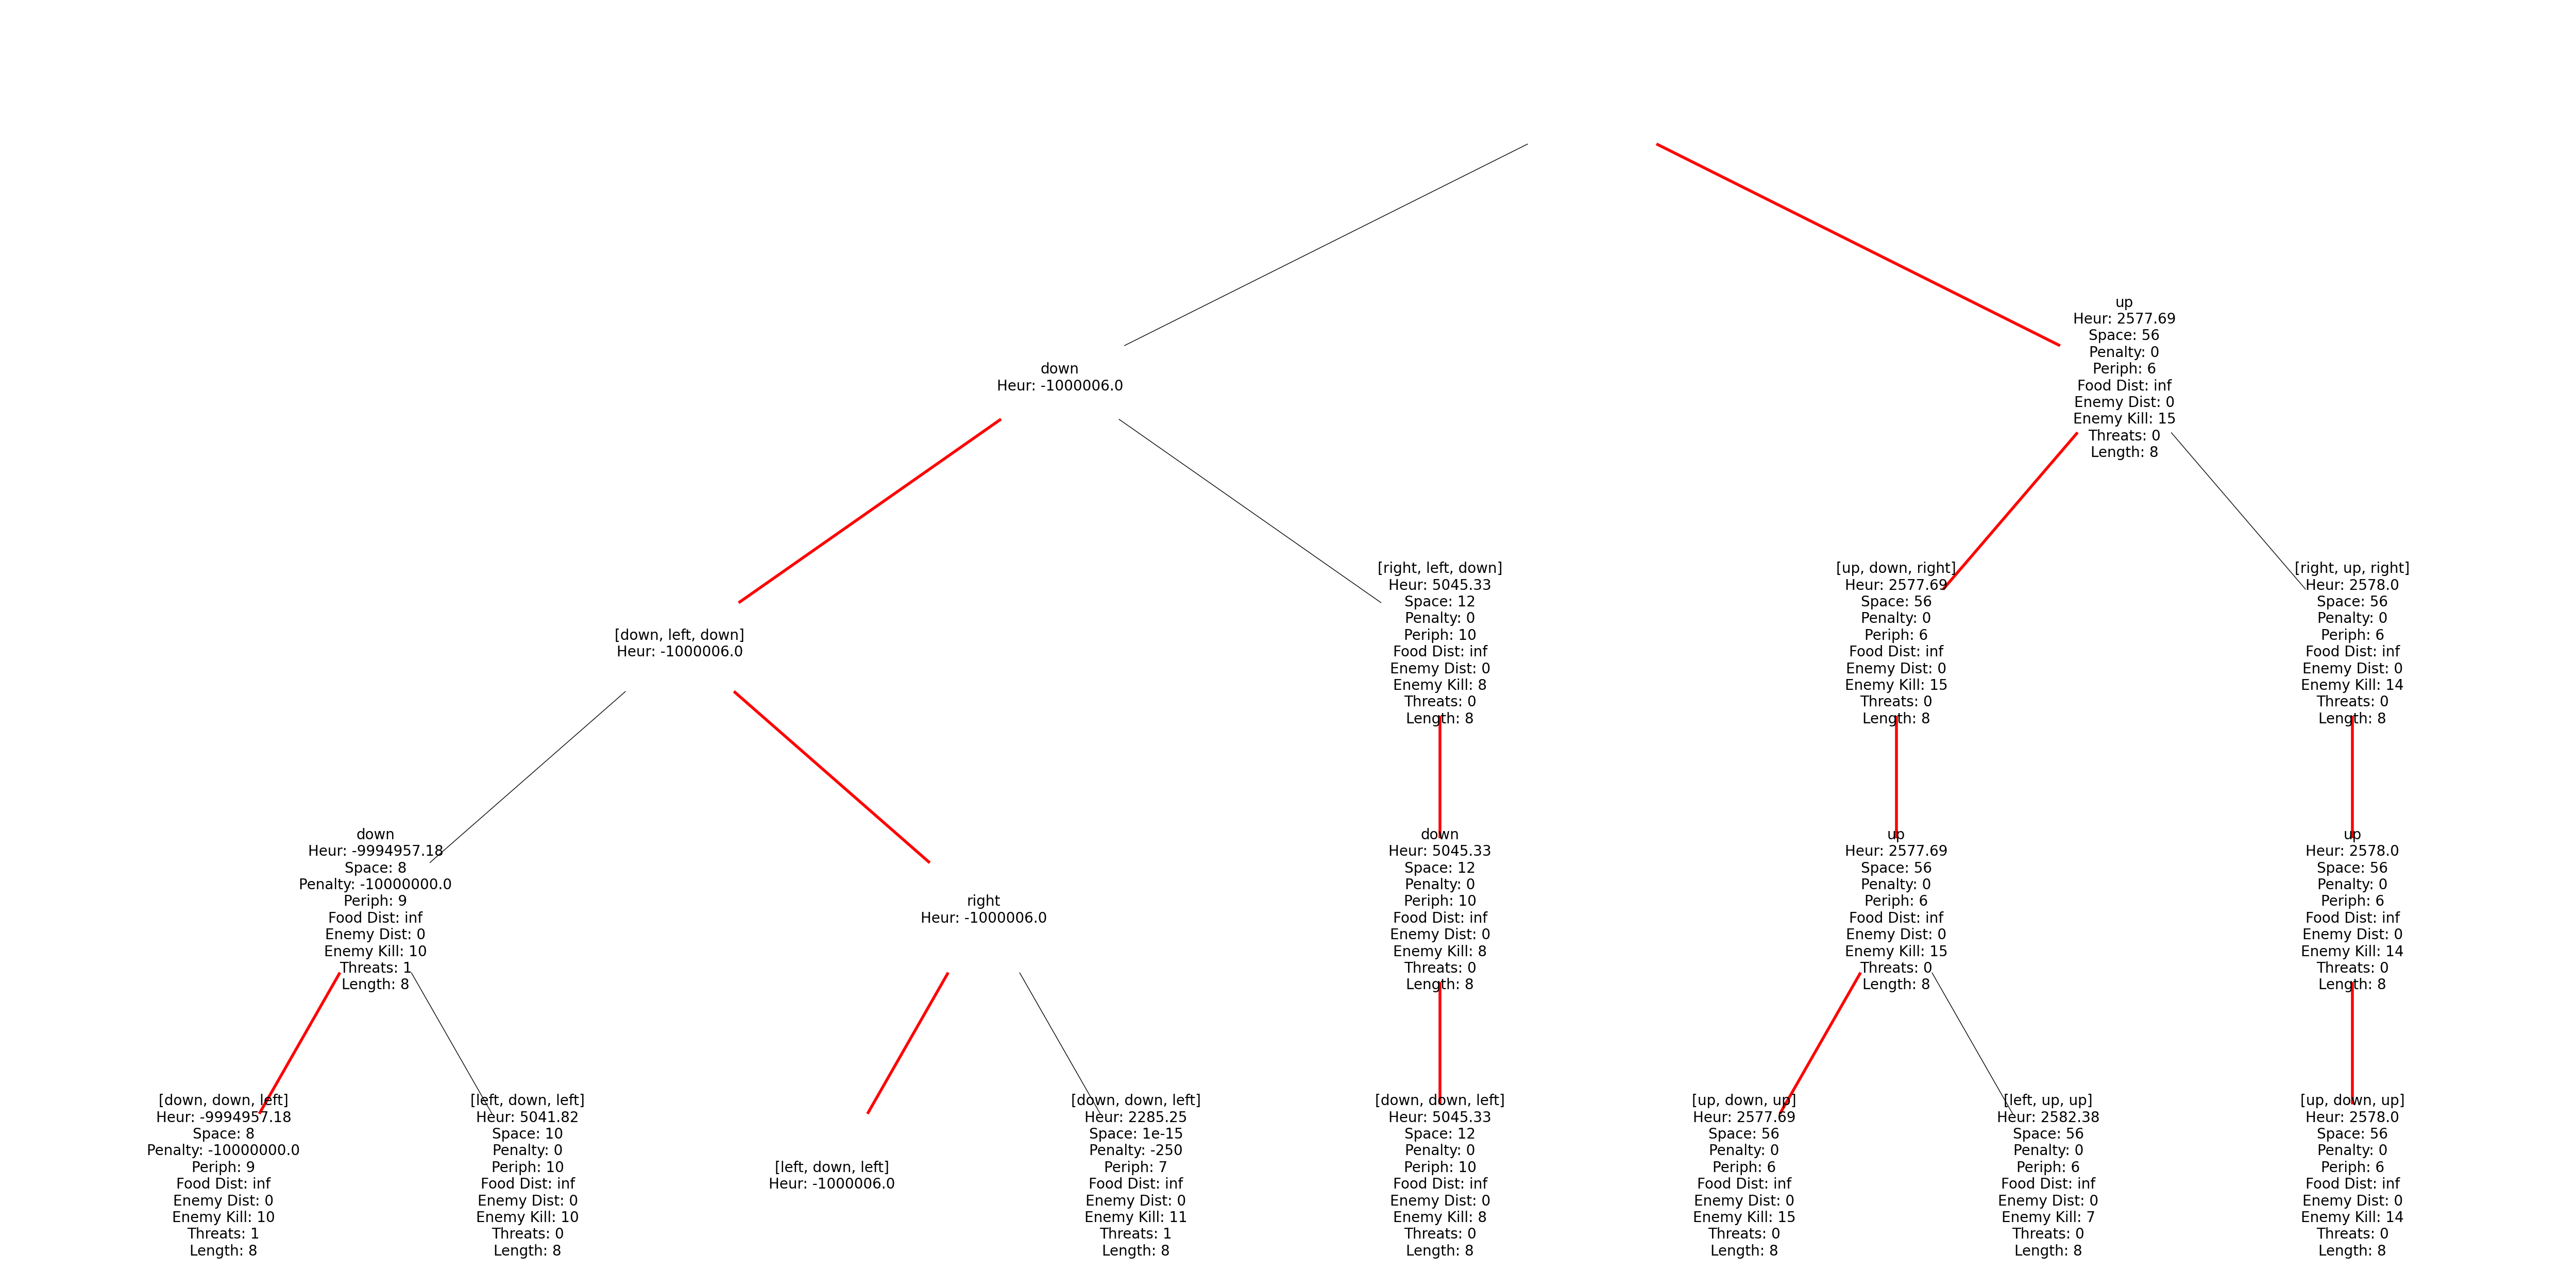 up
Heur: 2577.69
Space: 56
Penalty: 0
Periph: 6
Food Dist: inf
Enemy Dist: 0
Enemy Kill: 15
Threats: 0
Length: 8
down
Heur: -1000006.0
[down, left, down]
Heur: -1000006.0
[right, left, down]
Heur: 5045.33
Space: 12
Penalty: 0
Periph: 10
Food Dist: inf
Enemy Dist: 0
Enemy Kill: 8
Threats: 0
Length: 8
[up, down, right]
Heur: 2577.69
Space: 56
Penalty: 0
Periph: 6
Food Dist: inf
Enemy Dist: 0
Enemy Kill: 15
Threats: 0
Length: 8
[right, up, right]
Heur: 2578.0
Space: 56
Penalty: 0
Periph: 6
Food Dist: inf
Enemy Dist: 0
Enemy Kill: 14
Threats: 0
Length: 8
down
Heur: -9994957.18
Space: 8
Penalty: -10000000.0
Periph: 9
Food Dist: inf
Enemy Dist: 0
Enemy Kill: 10
Threats: 1
Length: 8
right
Heur: -1000006.0
down
Heur: 5045.33
Space: 12
Penalty: 0
Periph: 10
Food Dist: inf
Enemy Dist: 0
Enemy Kill: 8
Threats: 0
Length: 8
up
Heur: 2577.69
Space: 56
Penalty: 0
Periph: 6
Food Dist: inf
Enemy Dist: 0
Enemy Kill: 15
Threats: 0
Length: 8
up
Heur: 2578.0
Space: 56
Penalty: 0
Periph: 6
Food Dist: inf
Enemy Dist: 0
Enemy Kill: 14
Threats: 0
Length: 8
[down, down, left]
Heur: -9994957.18
Space: 8
Penalty: -10000000.0
Periph: 9
Food Dist: inf
Enemy Dist: 0
Enemy Kill: 10
Threats: 1
Length: 8
[left, down, left]
Heur: 5041.82
Space: 10
Penalty: 0
Periph: 10
Food Dist: inf
Enemy Dist: 0
Enemy Kill: 10
Threats: 0
Length: 8
[left, down, left]
Heur: -1000006.0
[down, down, left]
Heur: 2285.25
Space: 1e-15
Penalty: -250
Periph: 7
Food Dist: inf
Enemy Dist: 0
Enemy Kill: 11
Threats: 1
Length: 8
[down, down, left]
Heur: 5045.33
Space: 12
Penalty: 0
Periph: 10
Food Dist: inf
Enemy Dist: 0
Enemy Kill: 8
Threats: 0
Length: 8
[up, down, up]
Heur: 2577.69
Space: 56
Penalty: 0
Periph: 6
Food Dist: inf
Enemy Dist: 0
Enemy Kill: 15
Threats: 0
Length: 8
[left, up, up]
Heur: 2582.38
Space: 56
Penalty: 0
Periph: 6
Food Dist: inf
Enemy Dist: 0
Enemy Kill: 7
Threats: 0
Length: 8
[up, down, up]
Heur: 2578.0
Space: 56
Penalty: 0
Periph: 6
Food Dist: inf
Enemy Dist: 0
Enemy Kill: 14
Threats: 0
Length: 8